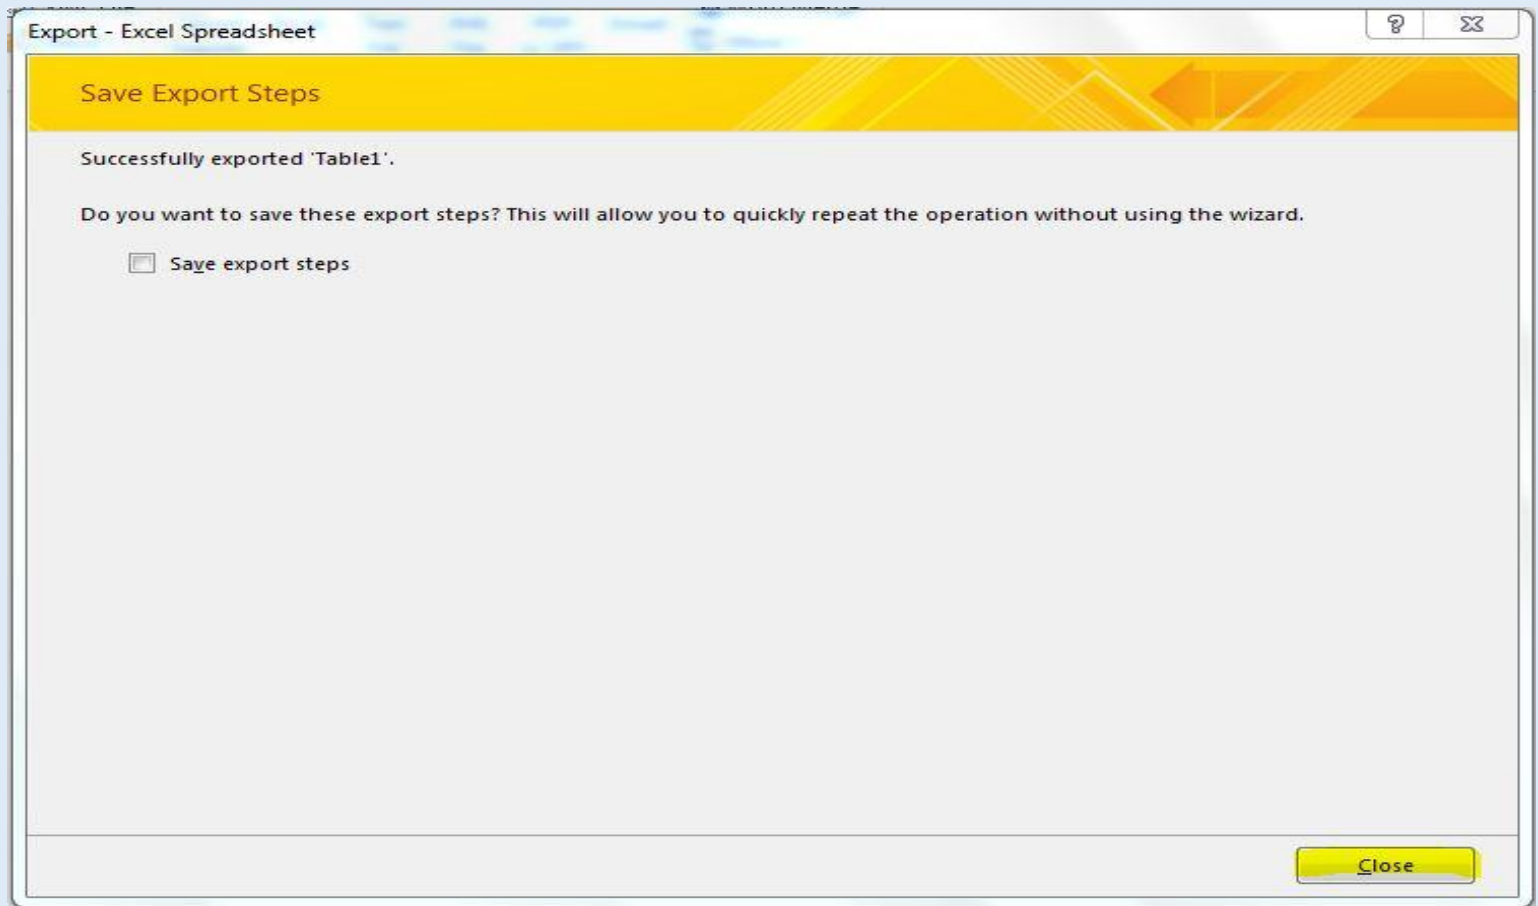 Export - Excel Spreadsheet
Save Export Steps
Successfully exported 'Table1'.
Do you want to save these export steps? This will allow you to quickly repeat the operation without using the wizard.
Save export steps
Close